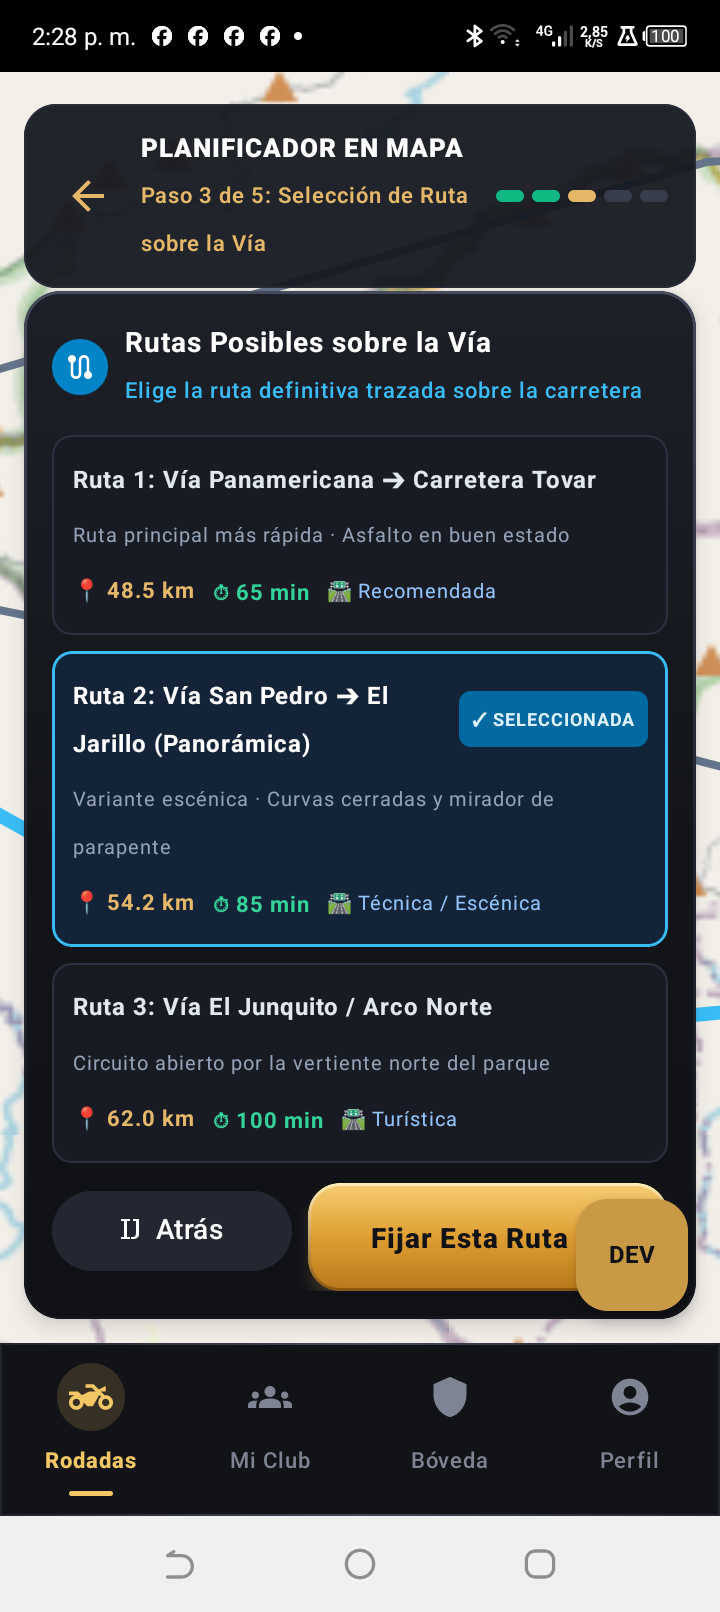 2:28 p. m.
4G 2,85 K/S 100
PLANIFICADOR EN MAPA
Paso 3 de 5: Selección de Ruta
sobre la Vía
Rutas Posibles sobre la Vía
Elige la ruta definitiva trazada sobre la carretera
Ruta 1: Vía Panamericana ➔ Carretera Tovar
Ruta principal más rápida · Asfalto en buen estado
📍 48.5 km ⏱ 65 min 🛣️ Recomendada
Ruta 2: Vía San Pedro ➔ El
Jarillo (Panorámica)
✓ SELECCIONADA
Variante escénica · Curvas cerradas y mirador de
parapente
📍 54.2 km ⏱ 85 min 🛣️ Técnica / Escénica
Ruta 3: Vía El Junquito / Arco Norte
Circuito abierto por la vertiente norte del parque
📍 62.0 km ⏱ 100 min 🛣️ Turística
Atrás
Fijar Esta Ruta
DEV
Rodadas
Mi Club
Bóveda
Perfil